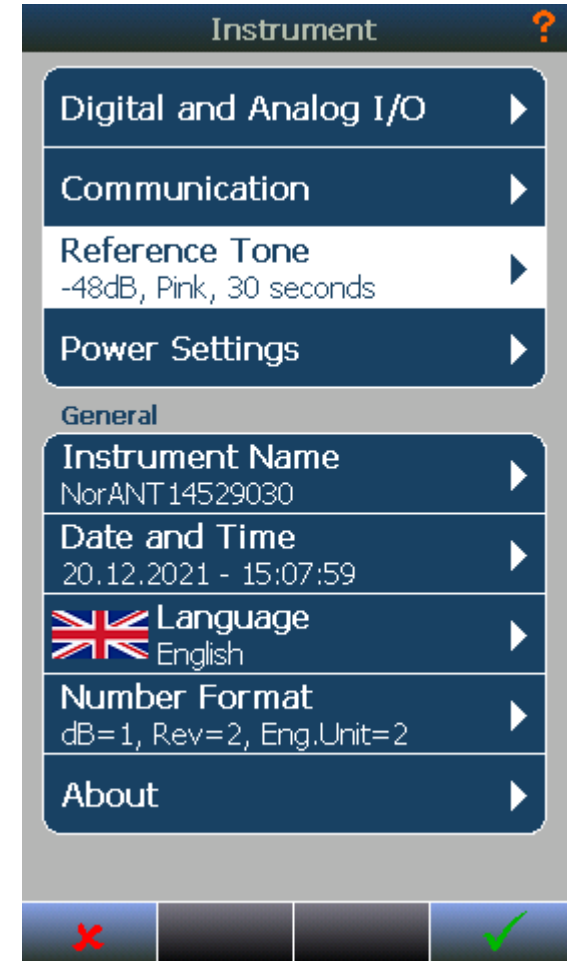 Instrument
?
Digital and Analog I/O
Communication
Reference Tone
-48dB, Pink, 30 seconds
Power Settings
General
Instrument Name
NorANT14529030
Date and Time
20.12.2021 - 15:07:59
Language
English
Number Format
dB=1, Rev=2, Eng.Unit=2
About